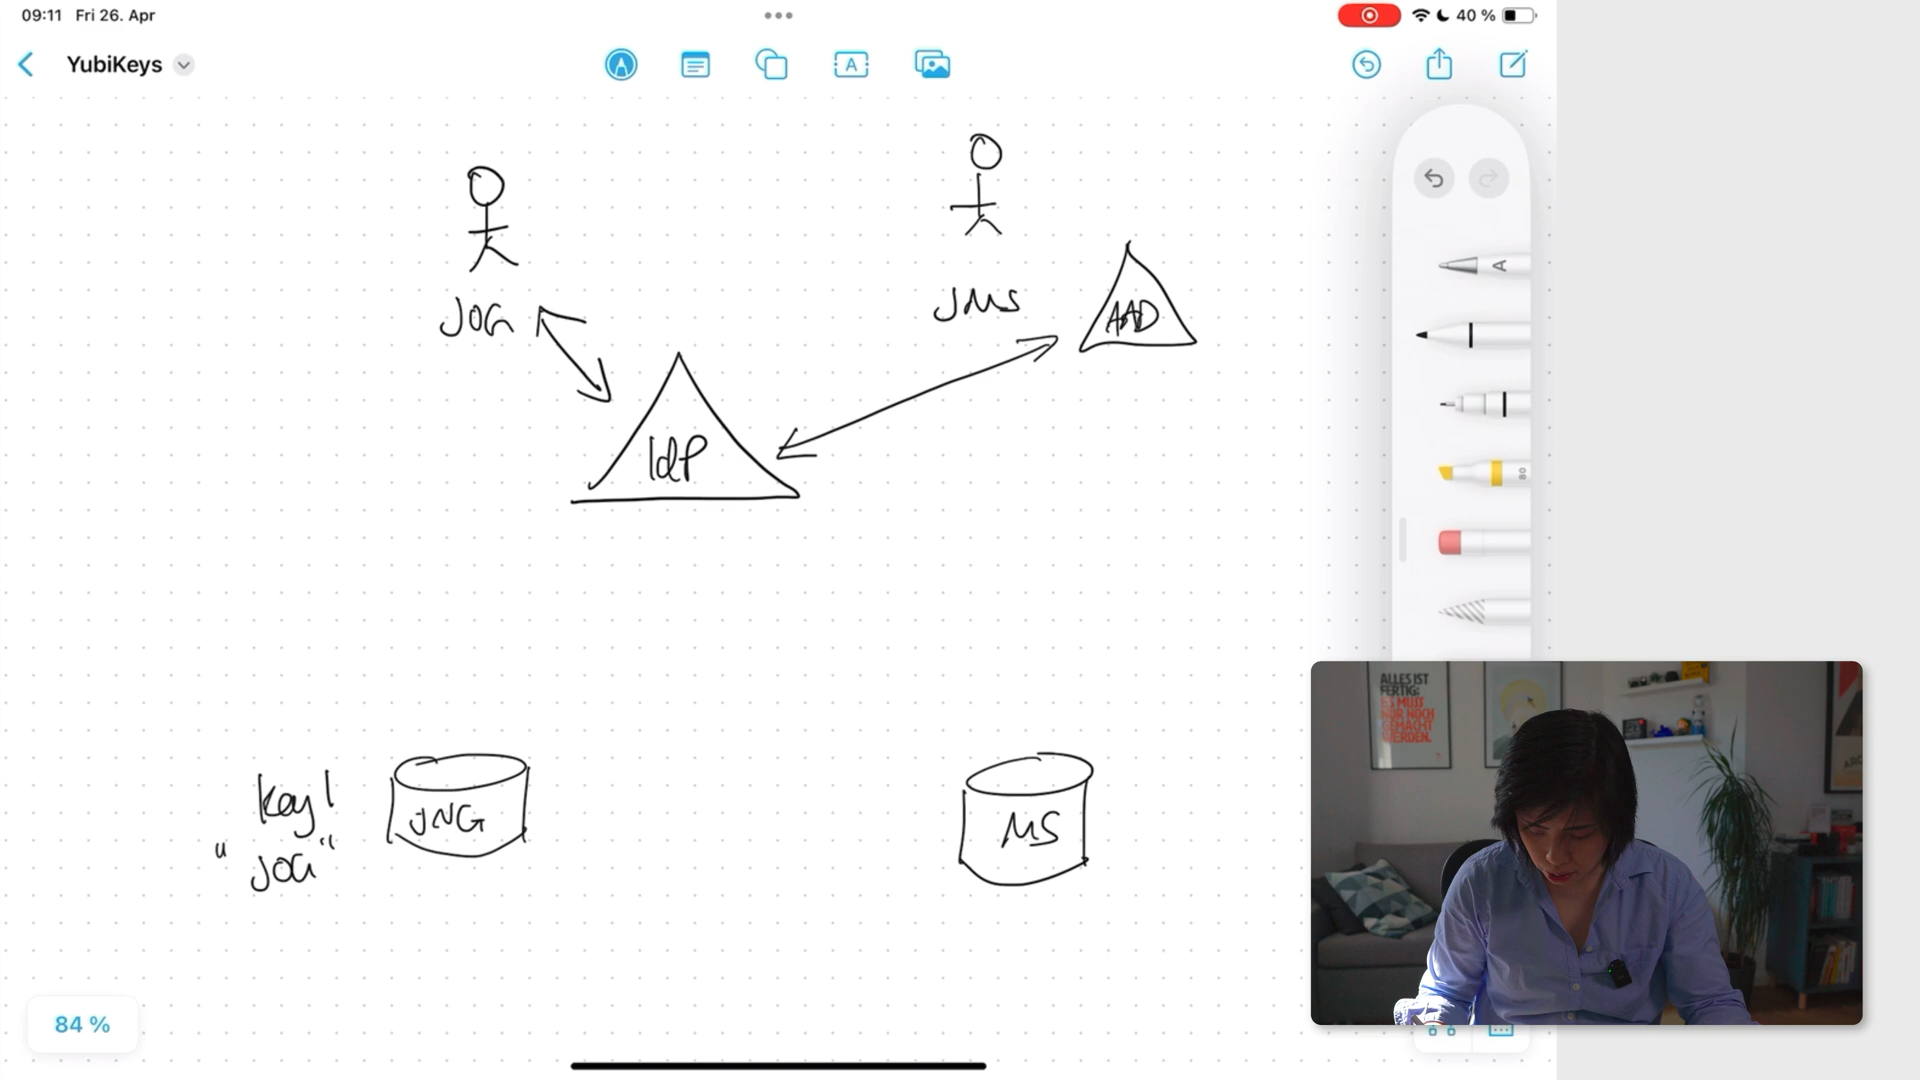 09:11 Fri 26. Apr
40 %
YubiKeys
A
JOG
JMS
AAD
IdP
A
80
Key!
"JOG"
JNG
MS
84 %
ALLES IST
FERTIG:
ES MUSS
NUR NOCH
GEMACHT
WERDEN.